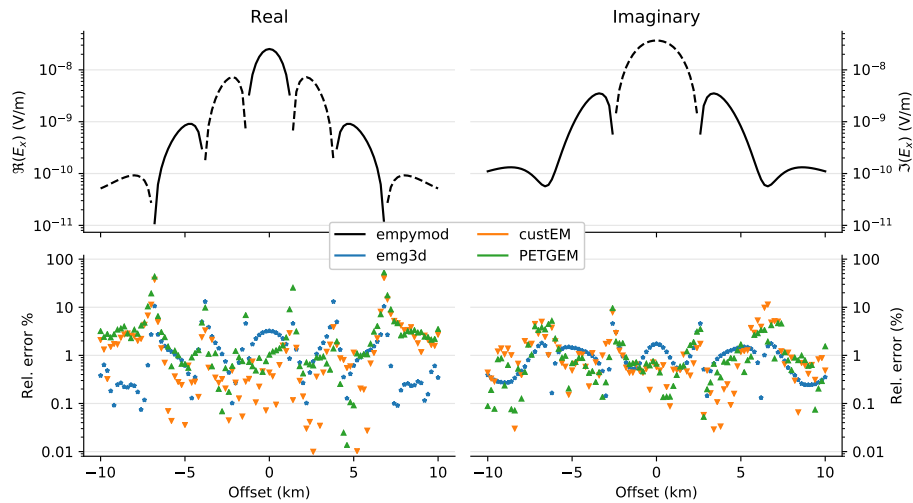 Real
Imaginary
ℜ(Eₓ) (V/m)
10⁻⁸
10⁻⁹
10⁻¹⁰
10⁻¹¹
10⁻⁸
10⁻⁹
10⁻¹⁰
10⁻¹¹
ℑ(Eₓ) (V/m)
empymod
emg3d
custEM
PETGEM
Rel. error %
100
10
1
0.1
0.01
100
10
1
0.1
0.01
Rel. error (%)
−10 −5 0 5 10
−10 −5 0 5 10
Offset (km)
Offset (km)